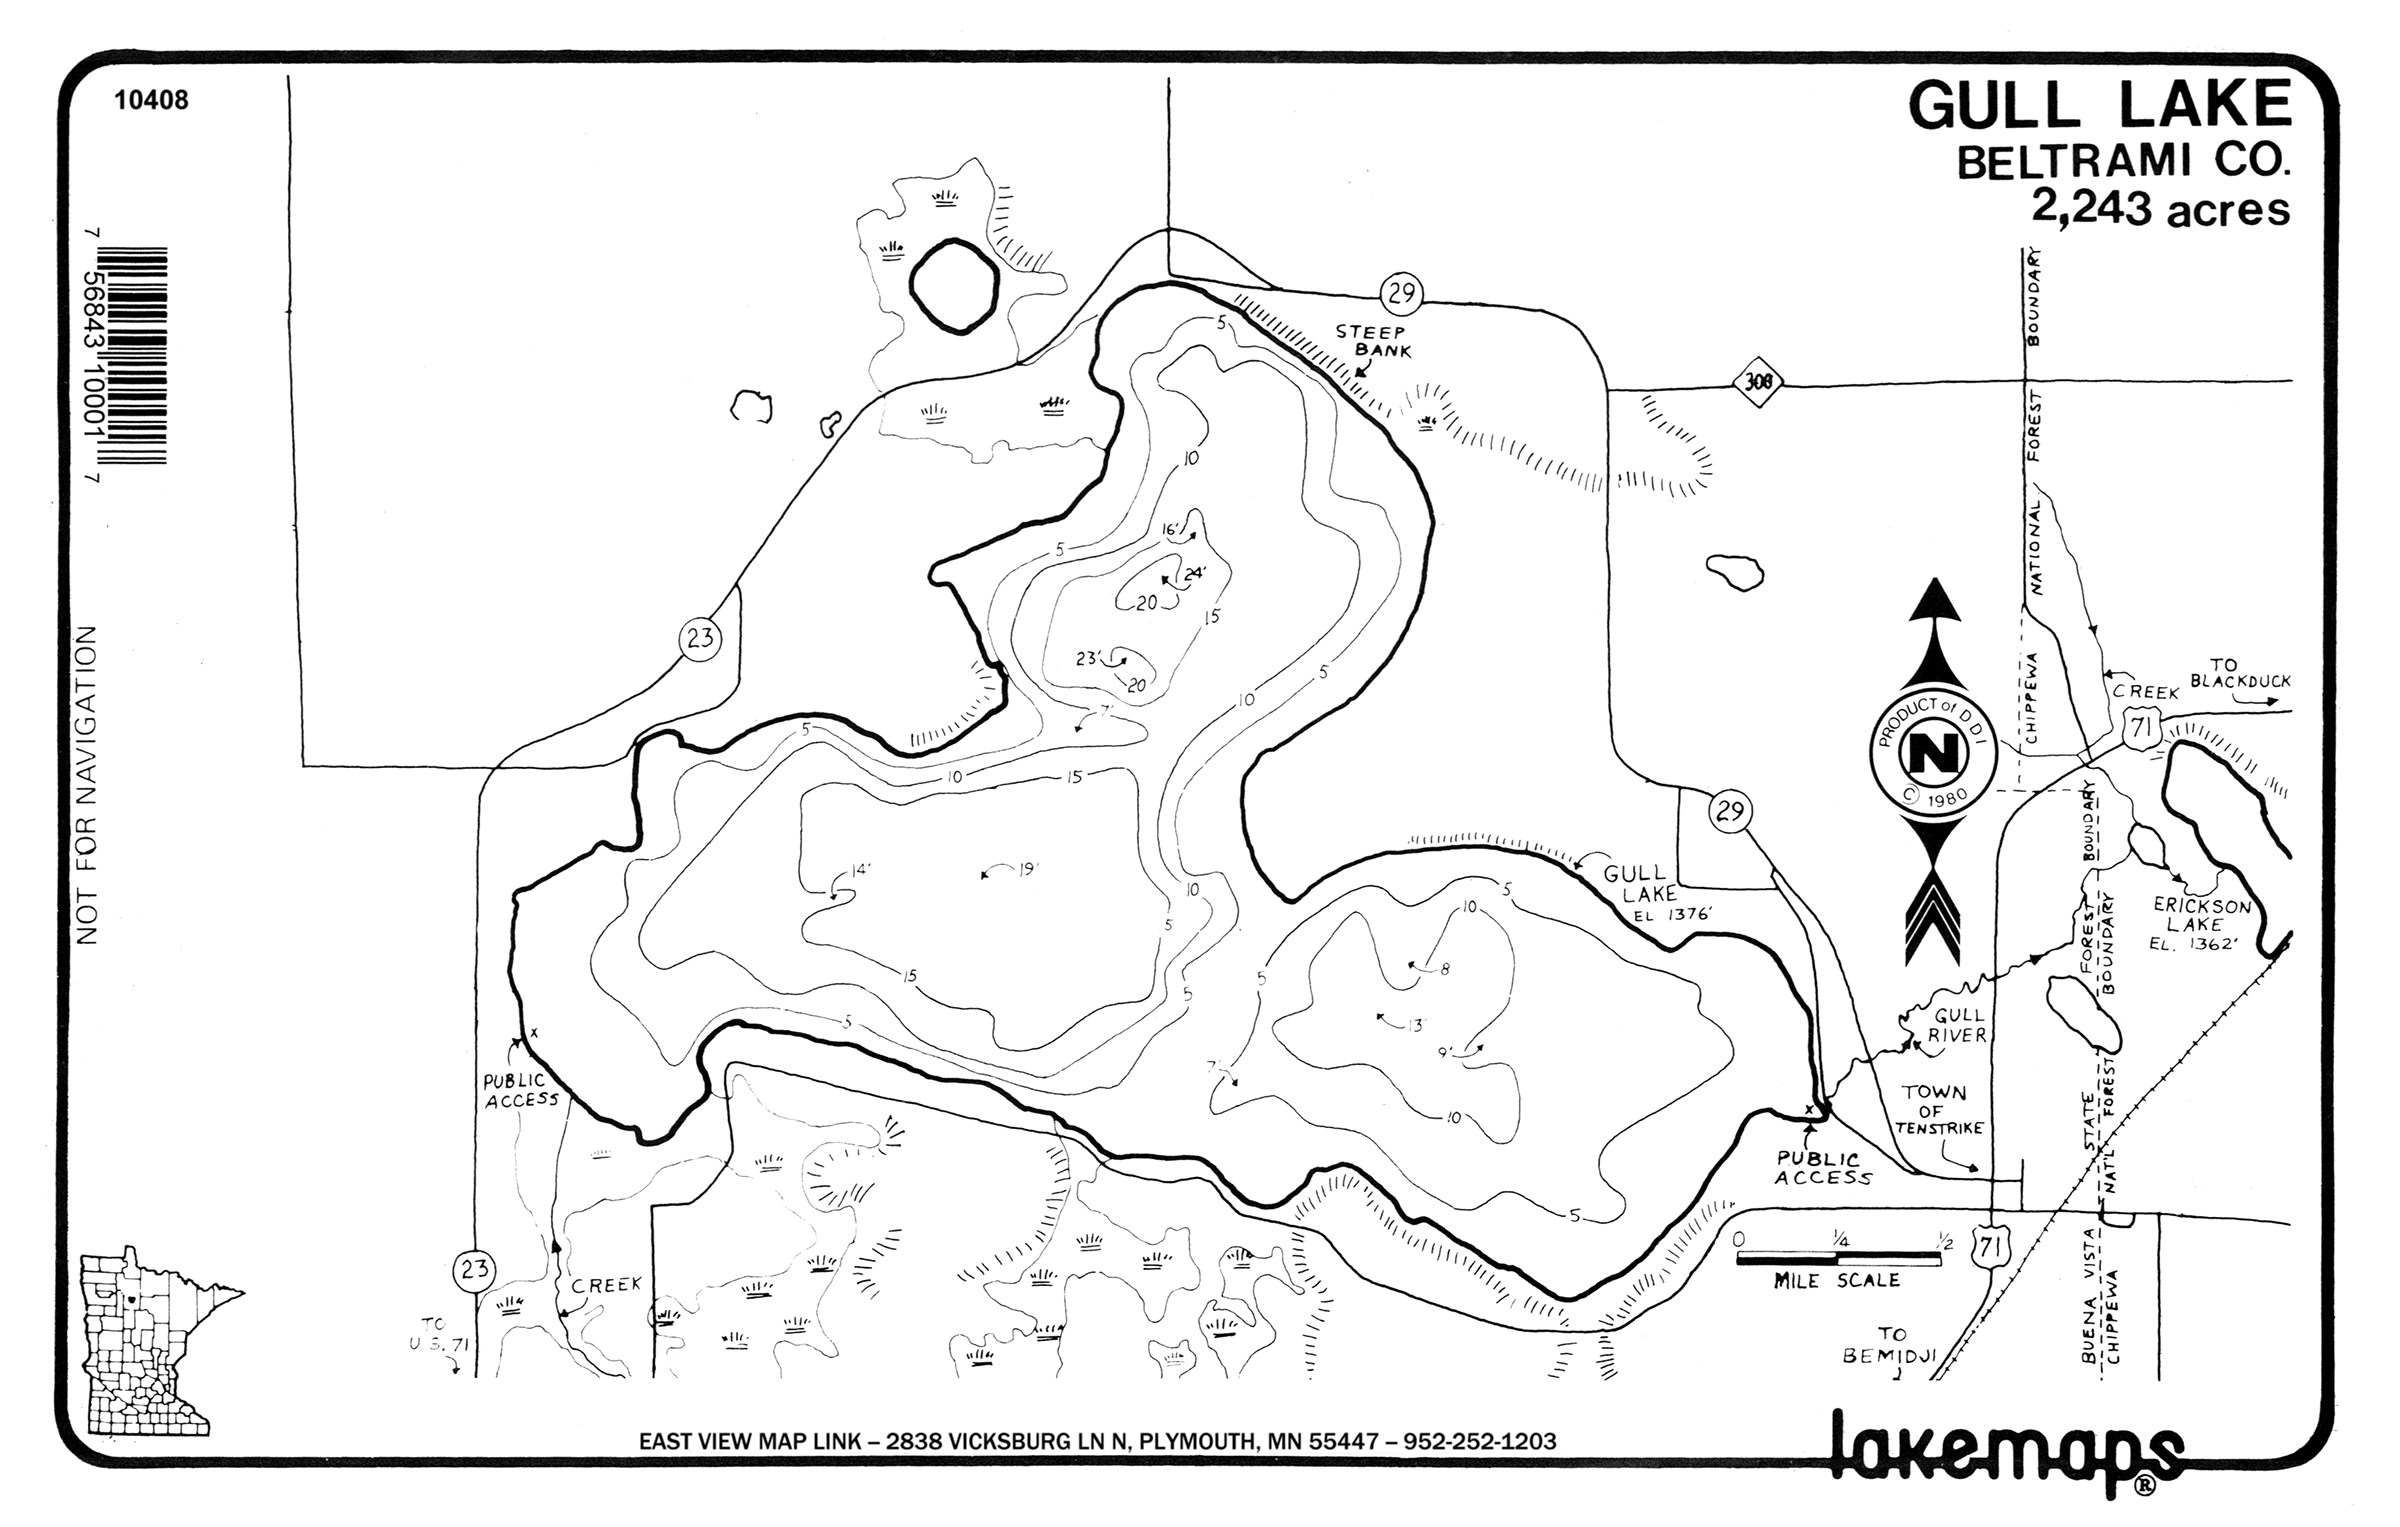 10408
GULL LAKE
BELTRAMI CO.
2,243 acres
7 56843 10001 7
NOT FOR NAVIGATION
29
STEEP
BANK
5
10
16'
24'
20
15
23'
20
5
5
10
7'
23
5
10
15
14'
19'
10
5
15
5
5
5
10
8
13'
9'
7'
10
5
5
GULL
LAKE
EL 1376'
29
NATIONAL FOREST BOUNDARY
CHIPPEWA
PRODUCT of DDI
N
© 1980
TO
BLACKDUCK
CREEK
71
FOREST BOUNDARY
FOREST BOUNDARY
ERICKSON
LAKE
EL. 1362'
GULL
RIVER
TOWN
OF
TENSTRIKE
PUBLIC
ACCESS
x
PUBLIC
ACCESS
x
23
CREEK
TO
U.S. 71
0 1/4 1/2
MILE SCALE
71
TO
BEMIDJI
BUENA VISTA STATE
CHIPPEWA NAT'L FOREST
EAST VIEW MAP LINK – 2838 VICKSBURG LN N, PLYMOUTH, MN 55447 – 952-252-1203
lakemaps®